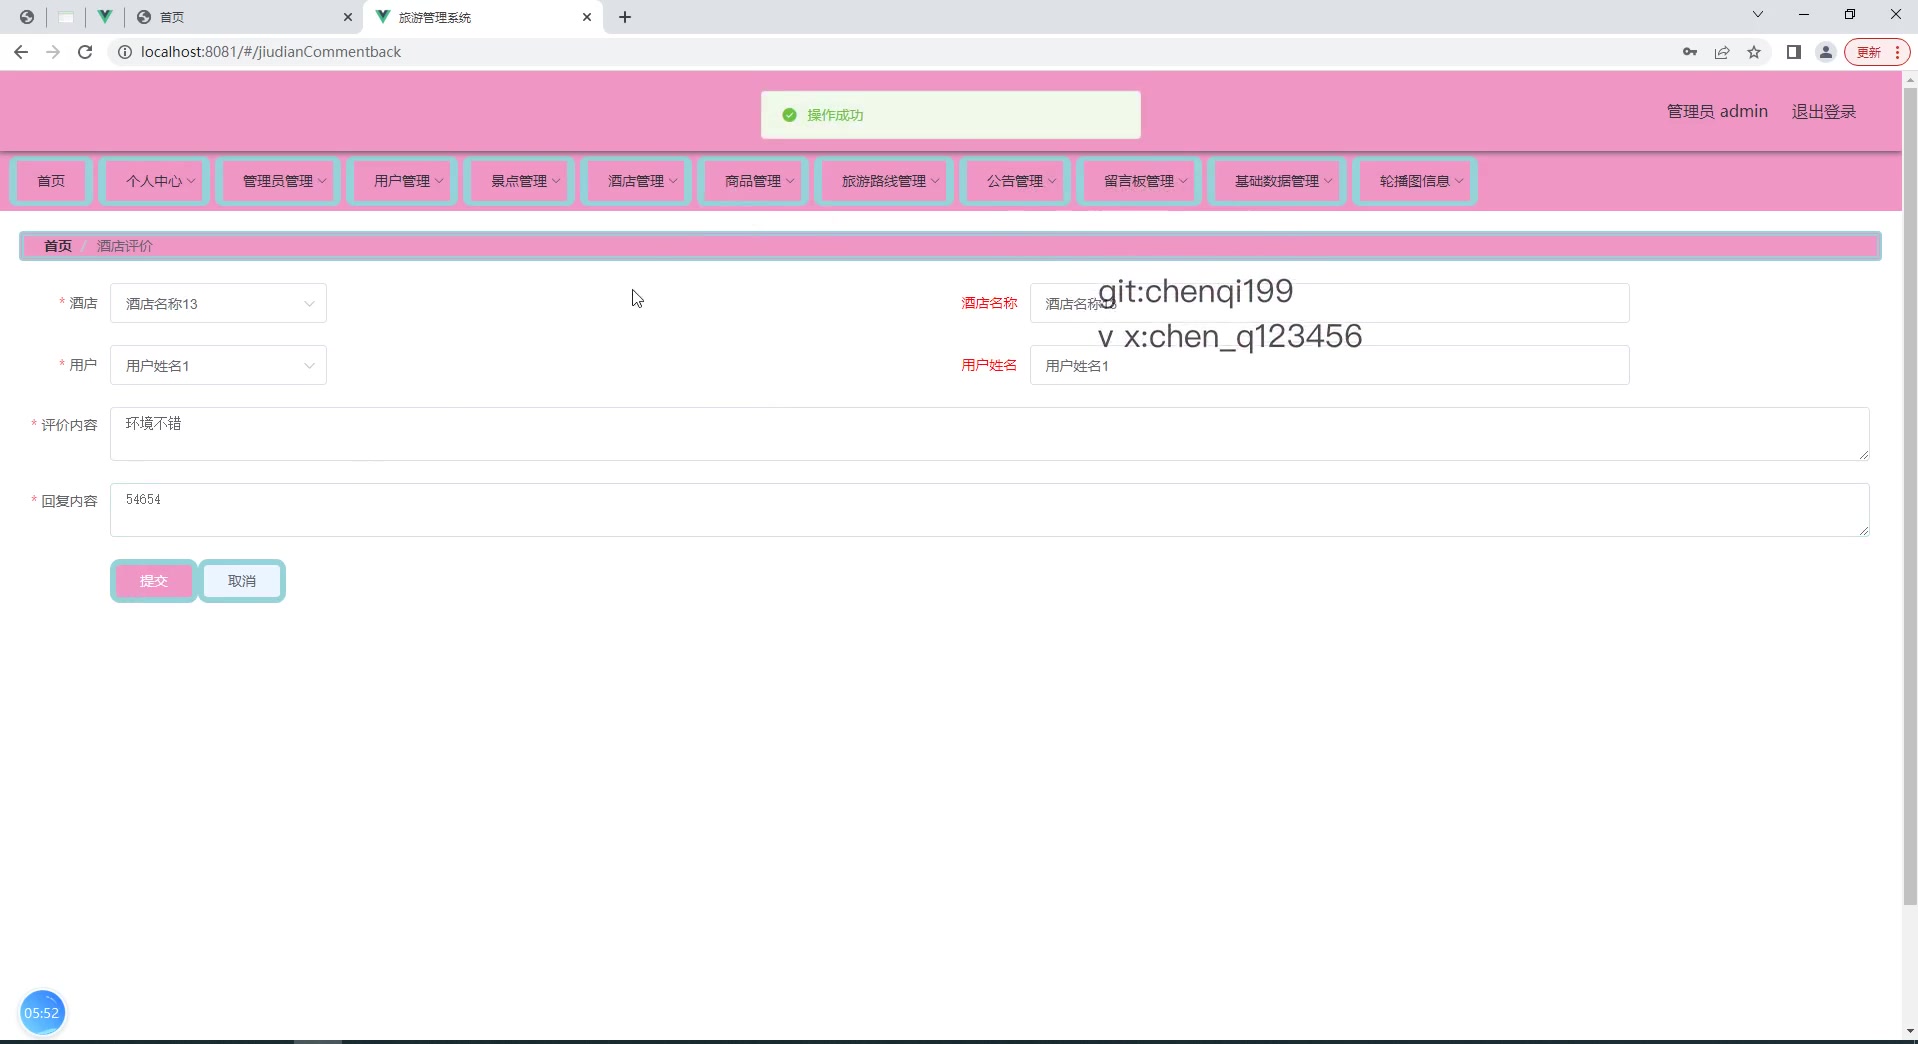 首页
旅游管理系统
localhost:8081/#/jiudianCommentback
更新
操作成功
管理员 admin
退出登录
首页
个人中心
管理员管理
用户管理
景点管理
酒店管理
商品管理
旅游路线管理
公告管理
留言板管理
基础数据管理
轮播图信息
首页 / 酒店评价
* 酒店
酒店名称13
酒店名称
酒店名称13
git:chenqi199
v x:chen_q123456
* 用户
用户姓名1
用户姓名
用户姓名1
* 评价内容
环境不错
* 回复内容
54654
提交
取消
05:52